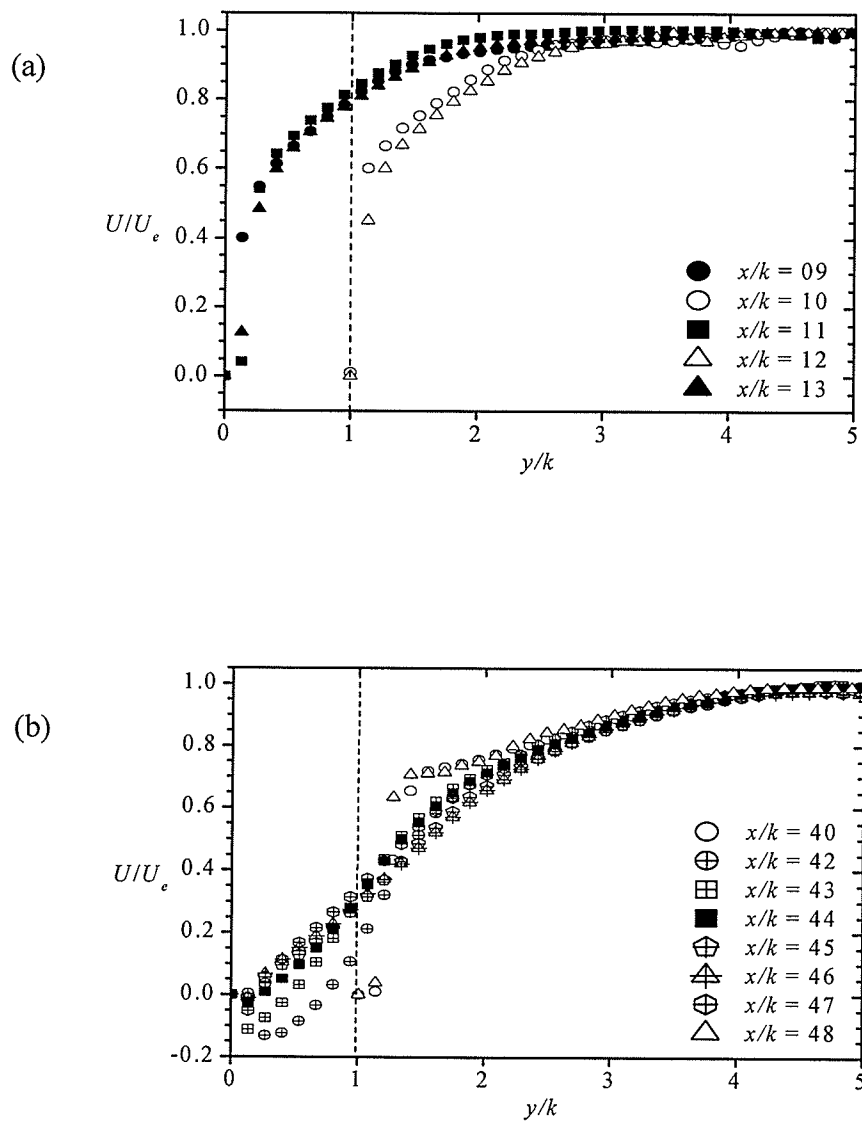 (a)
1.0
0.8
0.6
U/Ue
0.4
0.2
0.0
x/k = 09
x/k = 10
x/k = 11
x/k = 12
x/k = 13
0 1 2 3 4 5
y/k
(b)
1.0
0.8
0.6
U/Ue
0.4
0.2
0.0
-0.2
x/k = 40
x/k = 42
x/k = 43
x/k = 44
x/k = 45
x/k = 46
x/k = 47
x/k = 48
0 1 2 3 4 5
y/k